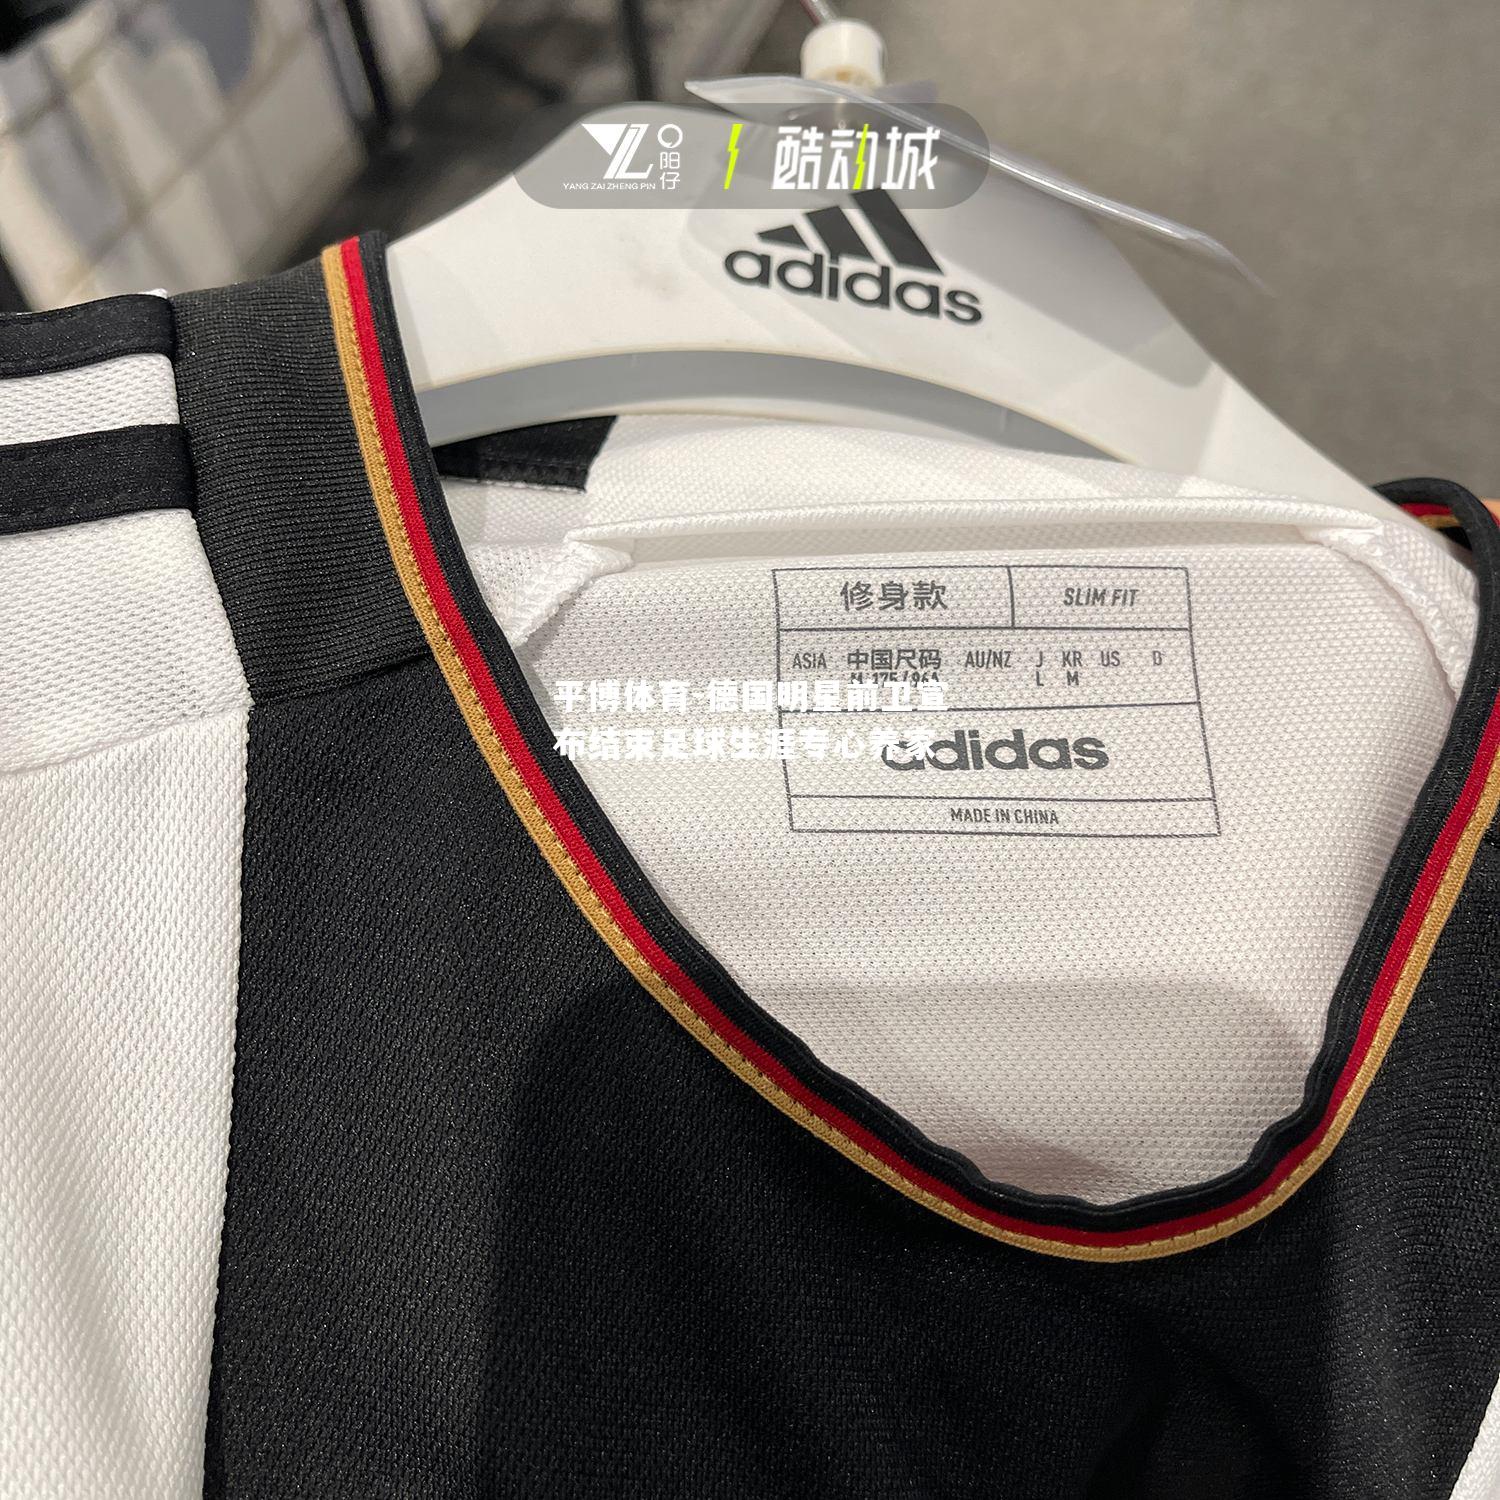 YZ 阳仔 酷动城
YANG ZAI ZHENG PIN
adidas
修身款 SLIM FIT
ASIA 中国尺码 AU/NZ J KR US
M 175/96A L M
平博体育·德国明星前卫宣
布结束足球生涯专心养家
adidas
MADE IN CHINA